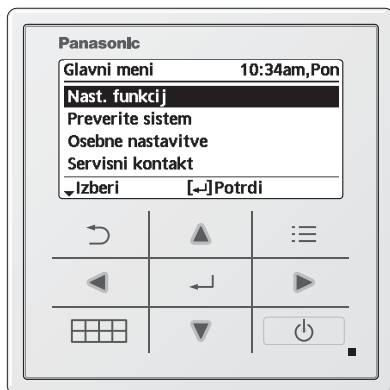 Panasonic
Glavni meni 10:34am,Pon
Nast. funkcij
Preverite sistem
Osebne nastavitve
Servisni kontakt
Izberi [↵]Potrdi